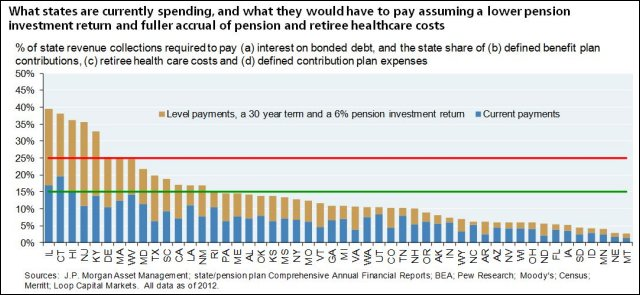 What states are currently spending, and what they would have to pay assuming a lower pension
investment return and fuller accrual of pension and retiree healthcare costs
% of state revenue collections required to pay (a) interest on bonded debt, and the state share of (b) defined benefit plan
contributions, (c) retiree health care costs and (d) defined contribution plan expenses
50%
45%
40%
35%
30%
25%
20%
15%
10%
5%
0%
Level payments, a 30 year term and a 6% pension investment return
Current payments
IL
CT
HI
NJ
KY
DE
MA
WV
MD
TX
SC
CA
LA
NM
RI
PA
ME
AL
OK
KS
MS
NY
MO
VT
GA
MI
VA
WA
UT
CO
TN
NH
OR
AK
IN
WY
NC
AR
AZ
NV
WI
OH
ND
FL
IA
SD
ID
MN
NE
MT
Sources: J.P. Morgan Asset Management; state/pension plan Comprehensive Annual Financial Reports; BEA; Pew Research; Moody's; Census;
Merritt; Loop Capital Markets. All data as of 2012.